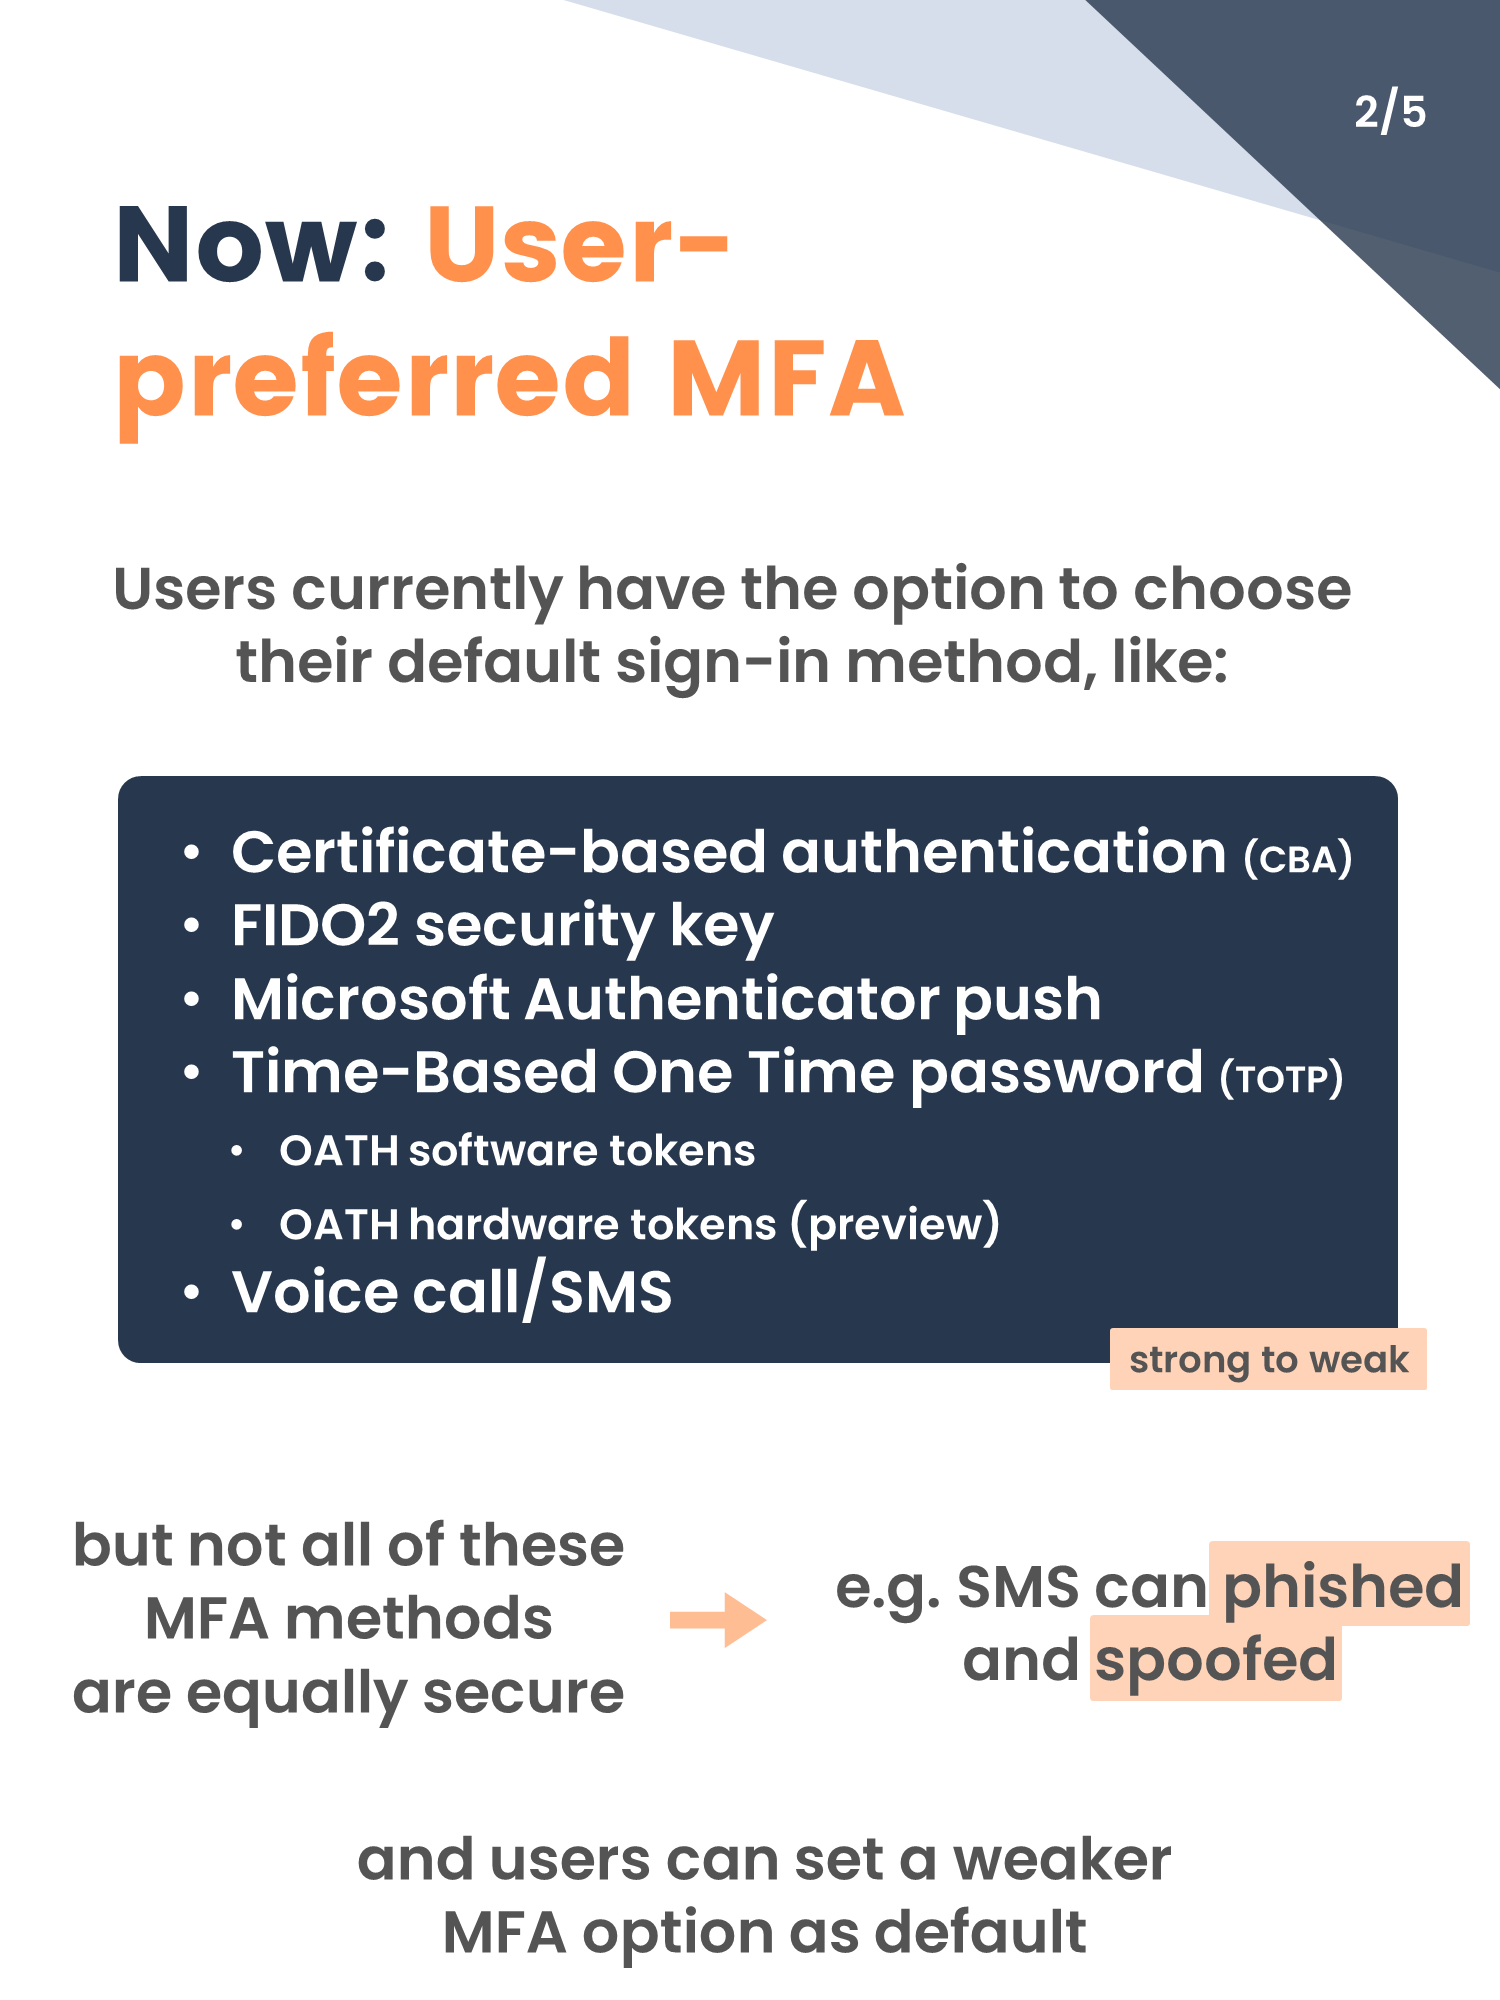 2/5
Now: User-
preferred MFA
Users currently have the option to choose
their default sign-in method, like:
• Certificate-based authentication (CBA)
• FIDO2 security key
• Microsoft Authenticator push
• Time-Based One Time password (TOTP)
• OATH software tokens
• OATH hardware tokens (preview)
• Voice call/SMS
strong to weak
but not all of these
MFA methods
are equally secure
e.g. SMS can phished
and spoofed
and users can set a weaker
MFA option as default